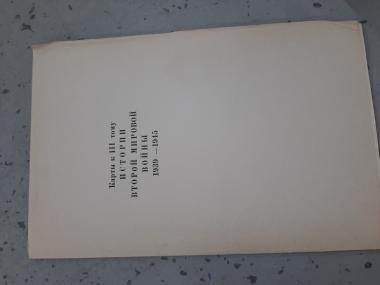 Карты к III тому
ИСТОРИИ
ВТОРОЙ МИРОВОЙ
ВОЙНЫ
1939—1945